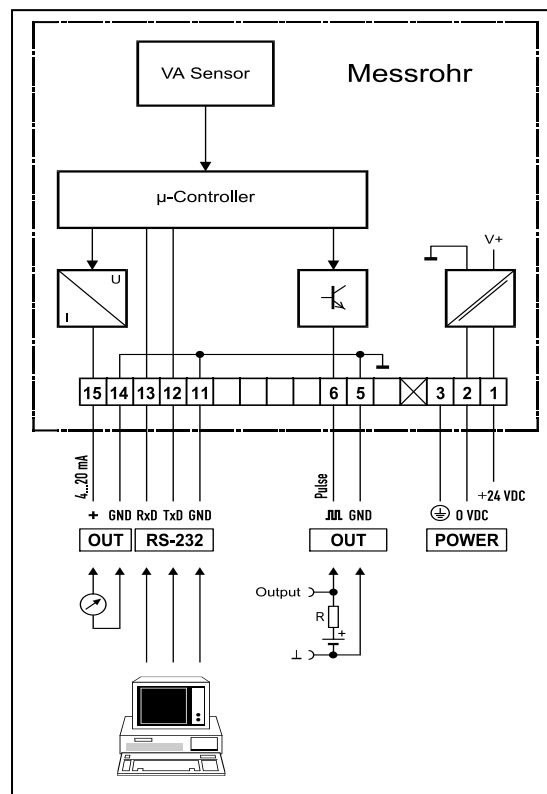 VA Sensor
Messrohr
µ-Controller
V+
U
I
15 14 13 12 11 6 5 3 2 1
4...20 mA
Pulse
+24 VDC
+ GND RxD TxD GND
GND
0 VDC
OUT RS-232 OUT POWER
Output
R
+